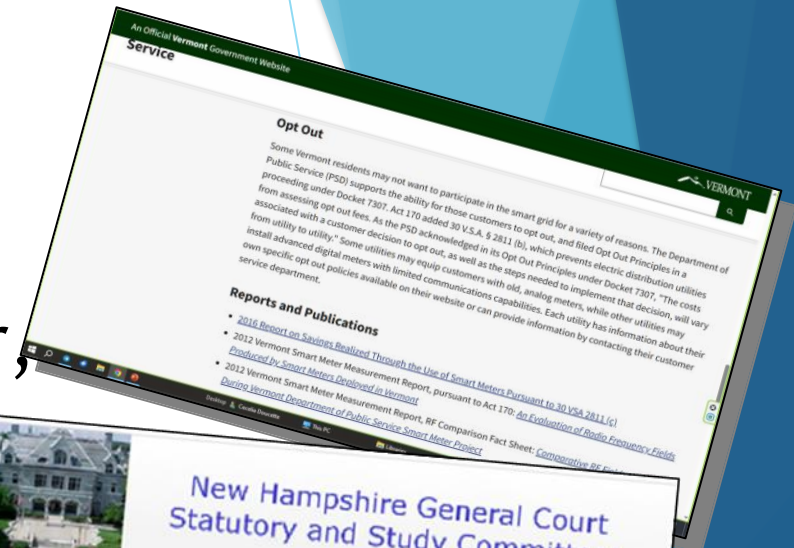 An Official Vermont Government Website
Service
VERMONT
Opt Out
Some Vermont residents may not want to participate in the smart grid for a variety of reasons. The Department of
Public Service (PSD) supports the ability for those customers to opt out, and filed Opt Out Principles in a
proceeding under Docket 7307. Act 170 added 30 V.S.A. § 2811 (b), which prevents electric distribution utilities
from assessing opt out fees. As the PSD acknowledged in its Opt Out Principles under Docket 7307, "The costs
associated with a customer decision to opt out, as well as the steps needed to implement that decision, will vary
from utility to utility." Some utilities may equip customers with old, analog meters, while other utilities may
install advanced digital meters with limited communications capabilities. Each utility has information about their
own specific opt out policies available on their website or can provide information by contacting their customer
service department.
Reports and Publications
2016 Report on Savings Realized Through the Use of Smart Meters Pursuant to 30 VSA 2811 (c)
2012 Vermont Smart Meter Measurement Report, pursuant to Act 170: An Evaluation of Radio Frequency Fields
Produced by Smart Meters Deployed in Vermont
2012 Vermont Smart Meter Measurement Report, RF Comparison Fact Sheet: Comparative RF
During Vermont Department of Public Service Smart Meter Project
Desktop Cecelia Doucette This PC
New Hampshire General Court
Statutory and Study